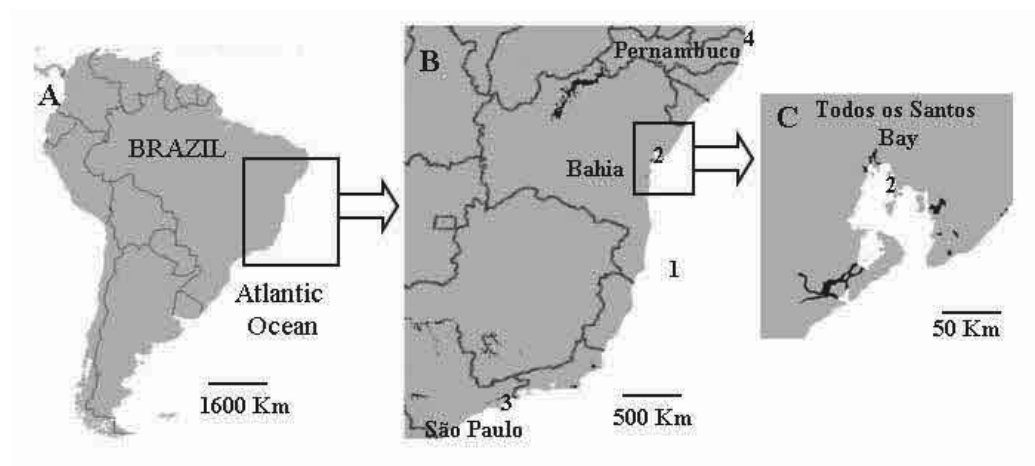 A
BRAZIL
Atlantic
Ocean
1600 Km
B
Pernambuco
4
Bahia
2
1
3
São Paulo
500 Km
C
Todos os Santos
Bay
2
50 Km